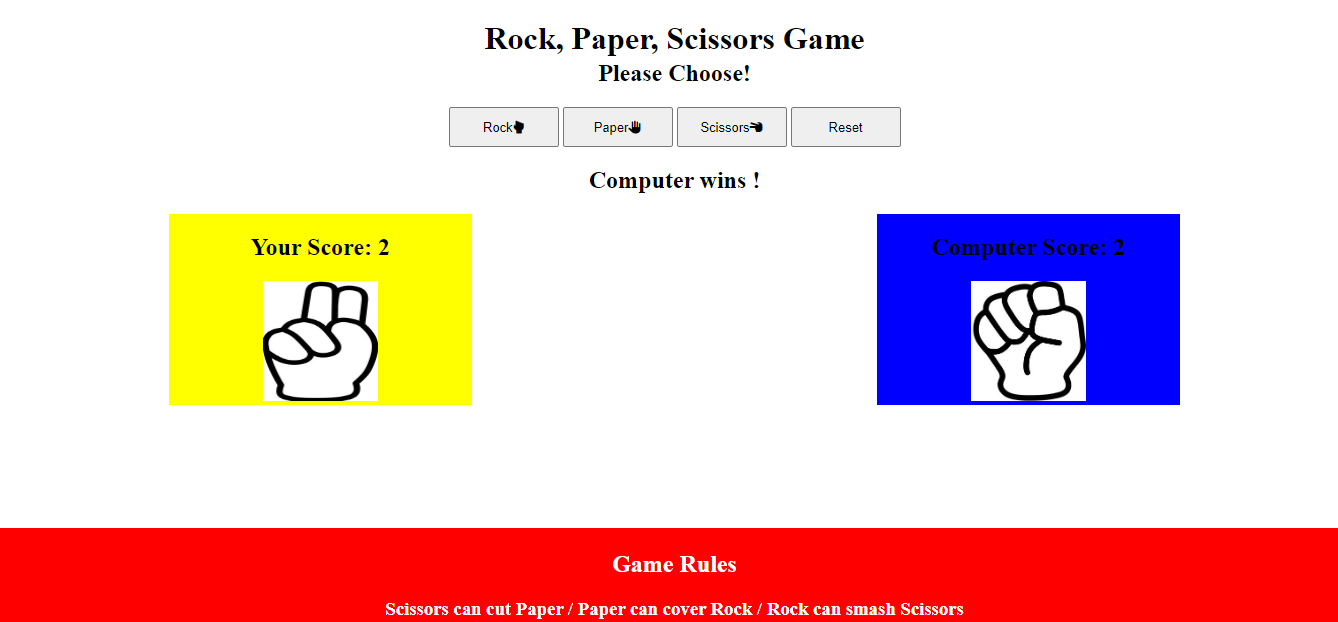 Rock, Paper, Scissors Game
Please Choose!
Rock Paper Scissors Reset
Computer wins !
Your Score: 2 Computer Score: 2
Game Rules
Scissors can cut Paper / Paper can cover Rock / Rock can smash Scissors